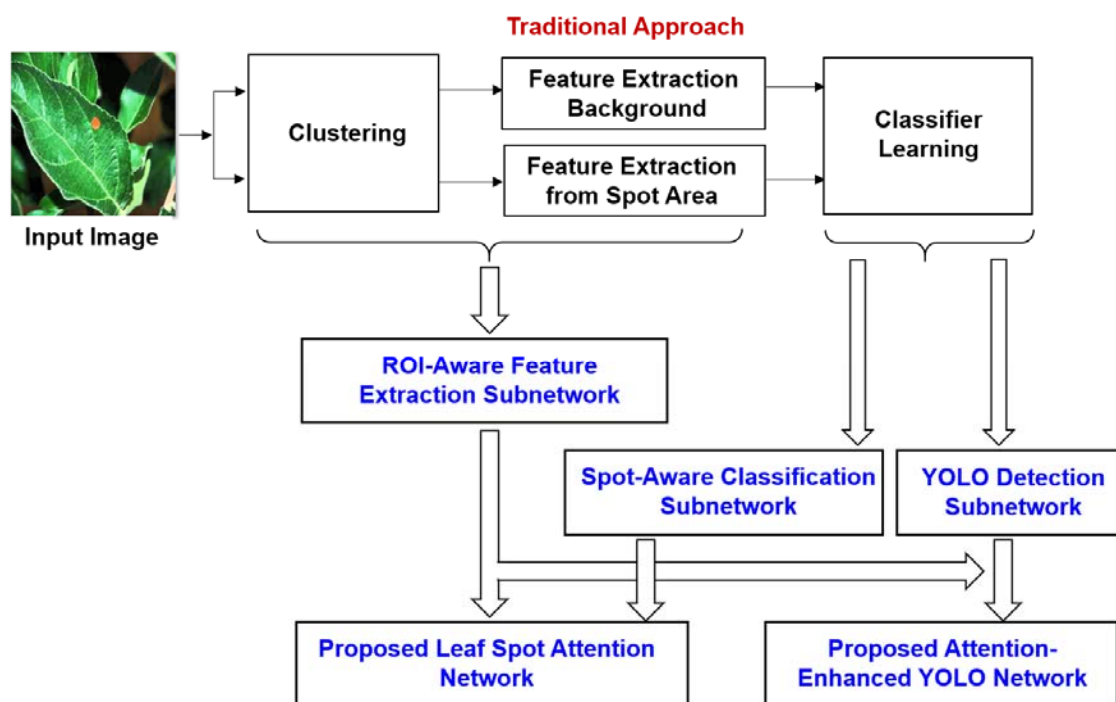 Traditional Approach
Feature Extraction
Background
Clustering
Classifier
Learning
Feature Extraction
from Spot Area
Input Image
ROI-Aware Feature
Extraction Subnetwork
Spot-Aware Classification
Subnetwork
YOLO Detection
Subnetwork
Proposed Leaf Spot Attention
Network
Proposed Attention-
Enhanced YOLO Network